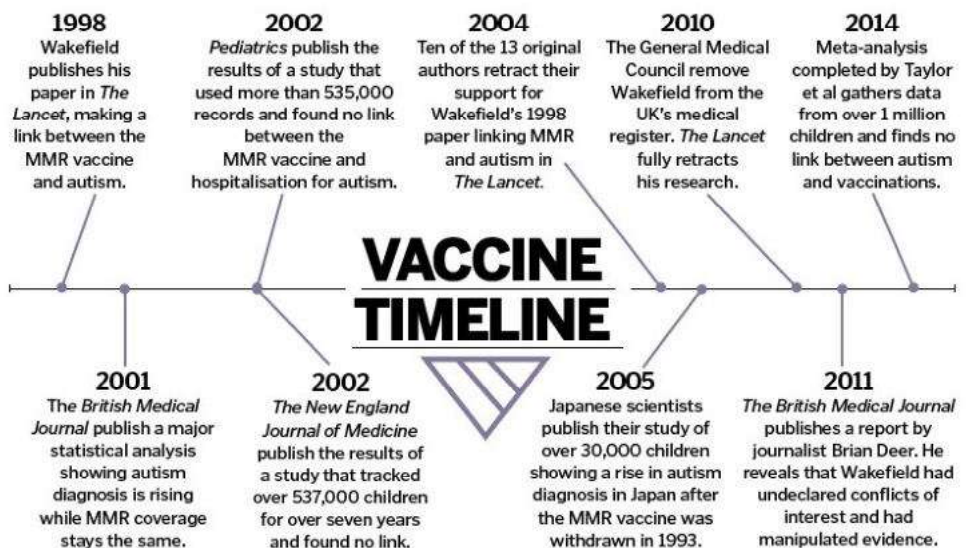 1998
Wakefield
publishes his
paper in The
Lancet, making a
link between the
MMR vaccine
and autism.
2002
Pediatrics publish the
results of a study that
used more than 535,000
records and found no link
between the
MMR vaccine and
hospitalisation for autism.
2004
Ten of the 13 original
authors retract their
support for
Wakefield's 1998
paper linking MMR
and autism in
The Lancet.
2010
The General Medical
Council remove
Wakefield from the
UK's medical
register. The Lancet
fully retracts
his research.
2014
Meta-analysis
completed by Taylor
et al gathers data
from over 1 million
children and finds no
link between autism
and vaccinations.
VACCINE
TIMELINE
2001
The British Medical
Journal publish a major
statistical analysis
showing autism
diagnosis is rising
while MMR coverage
stays the same.
2002
The New England
Journal of Medicine
publish the results of
a study that tracked
over 537,000 children
for over seven years
and found no link.
2005
Japanese scientists
publish their study of
over 30,000 children
showing a rise in autism
diagnosis in Japan after
the MMR vaccine was
withdrawn in 1993.
2011
The British Medical Journal
publishes a report by
journalist Brian Deer. He
reveals that Wakefield had
undeclared conflicts of
interest and had
manipulated evidence.